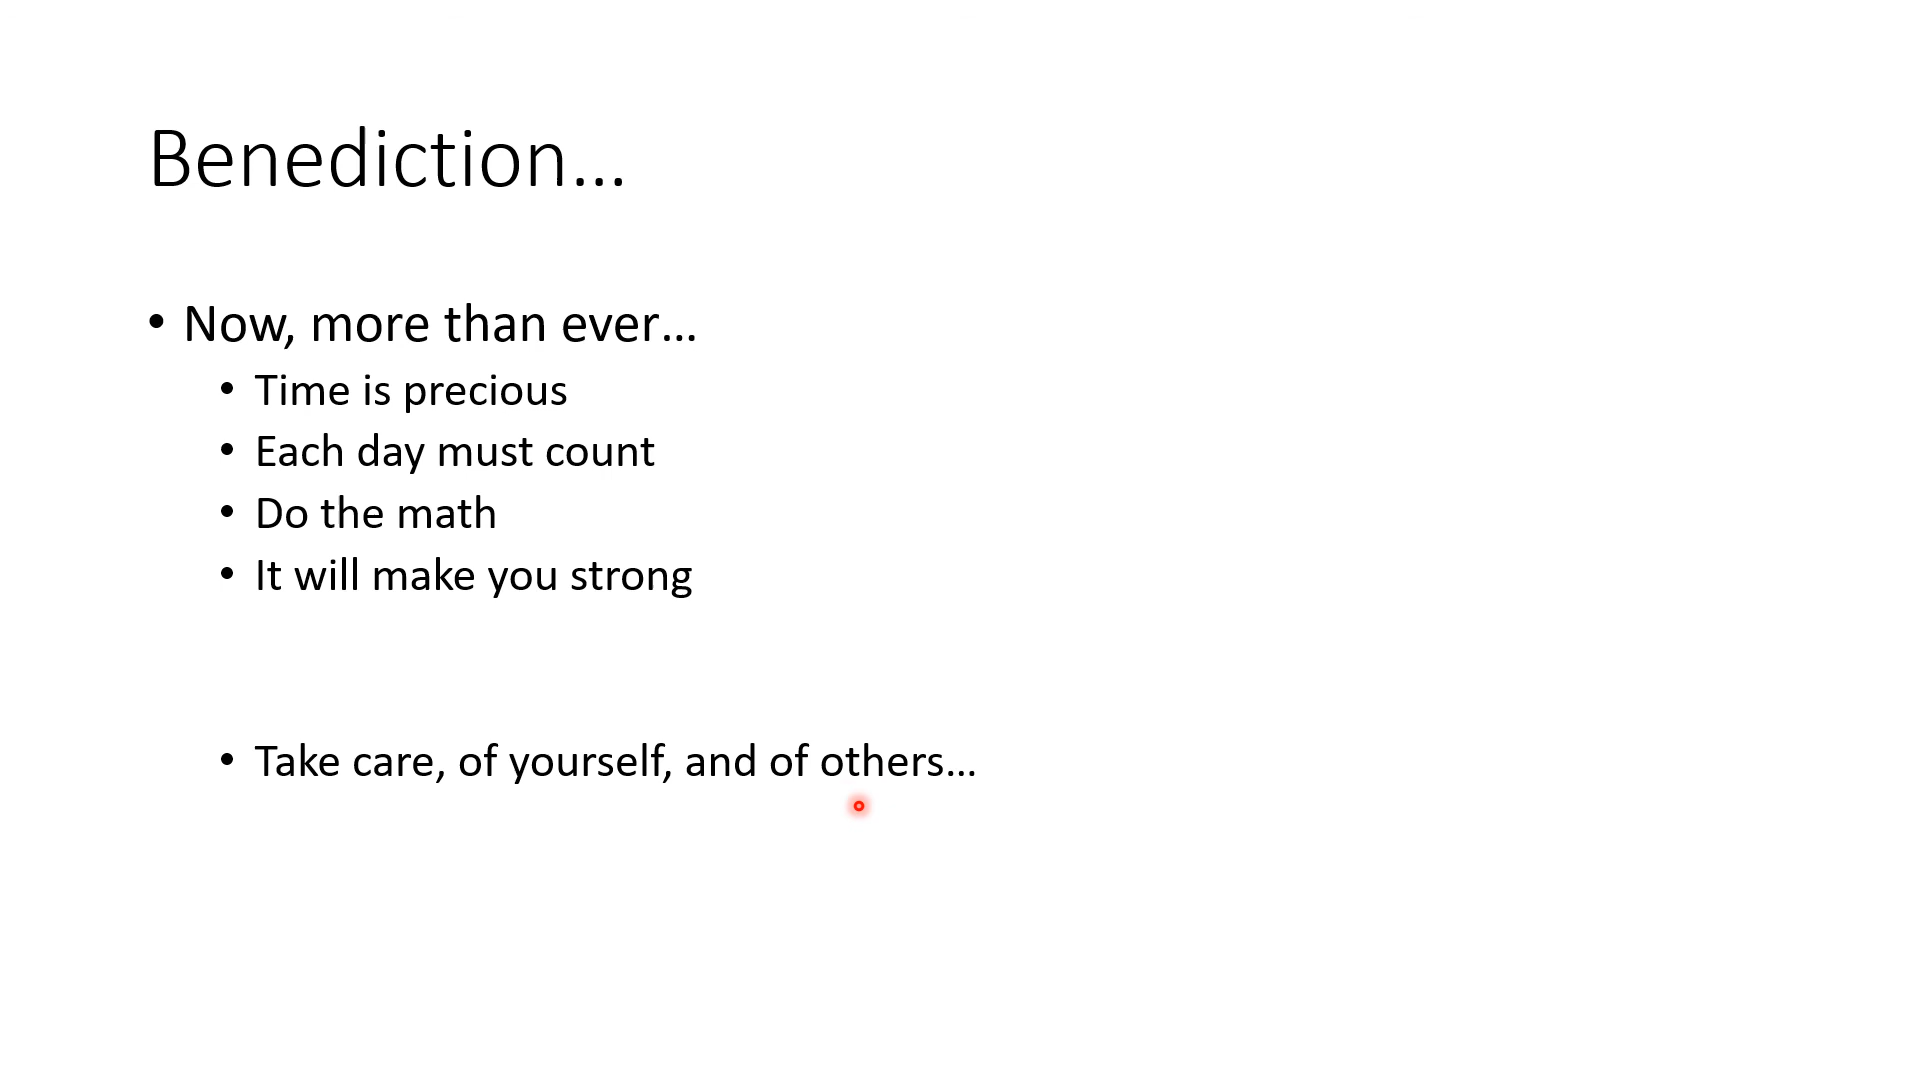 Benediction…
• Now, more than ever…
• Time is precious
• Each day must count
• Do the math
• It will make you strong
• Take care, of yourself, and of others…